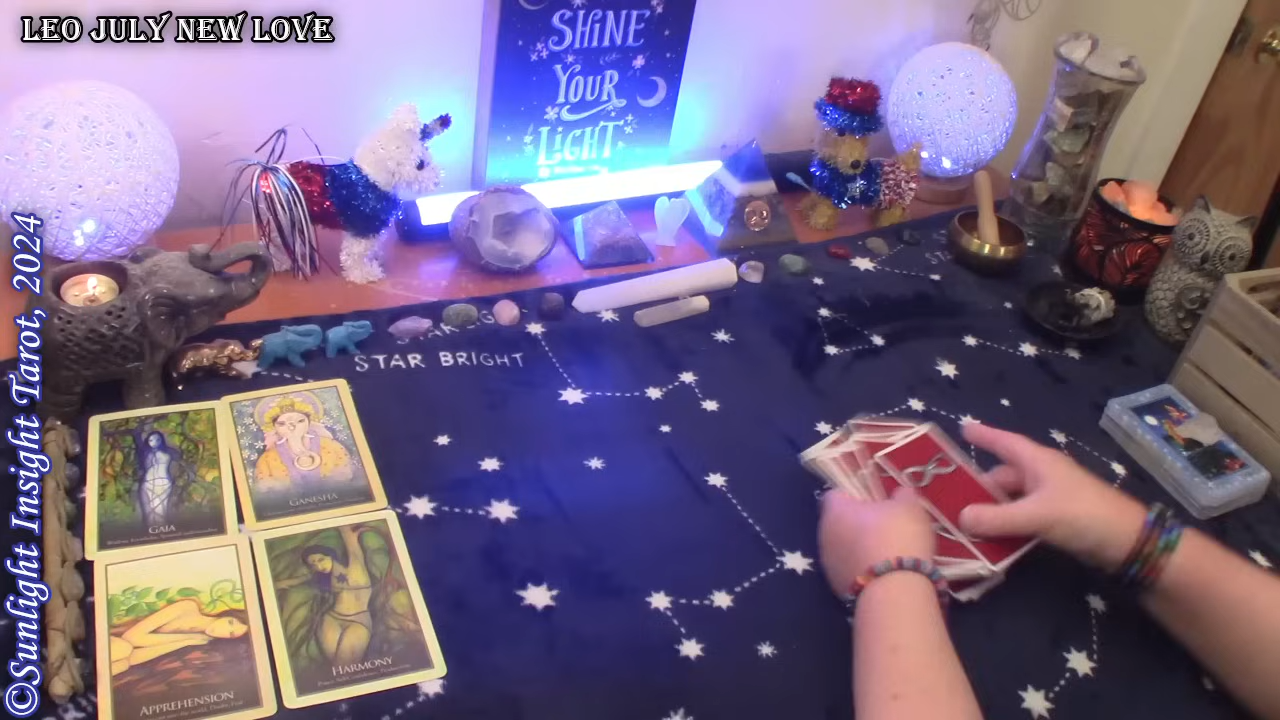 LEO JULY NEW LOVE
SHINE
YOUR
LIGHT
STAR BRIGHT
GAIA
GANESHA
APPREHENSION
HARMONY
©Sunlight Insight Tarot, 2024